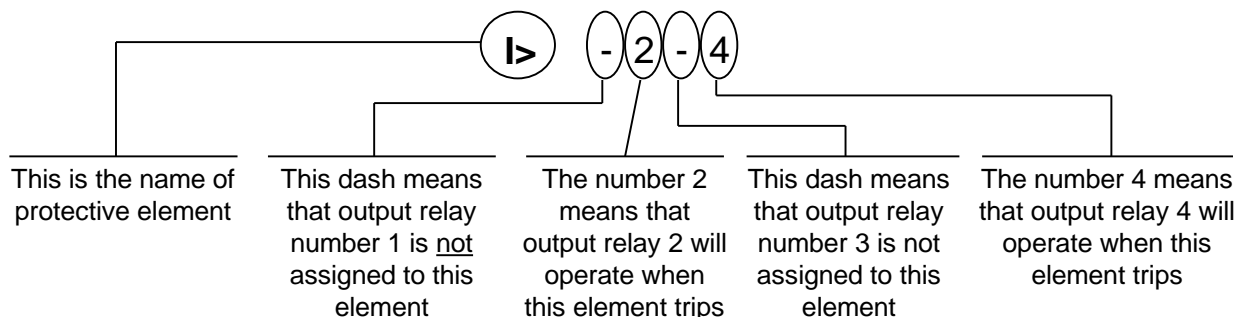 I> - 2 - 4
This is the name of
protective element
This dash means
that output relay
number 1 is not
assigned to this
element
The number 2
means that
output relay 2 will
operate when
this element trips
This dash means
that output relay
number 3 is not
assigned to this
element
The number 4 means
that output relay 4 will
operate when this
element trips